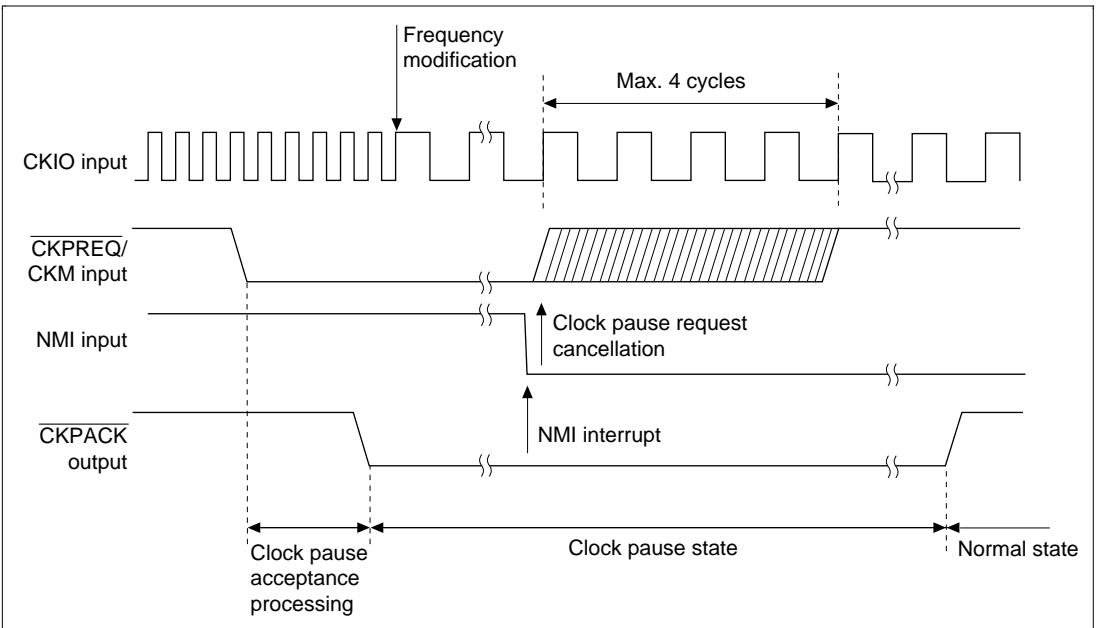 Frequency
modification
Max. 4 cycles
CKIO input
CKPREQ/
CKM input
NMI input
Clock pause request
cancellation
CKPACK
output
NMI interrupt
Clock pause
acceptance
processing
Clock pause state
Normal state